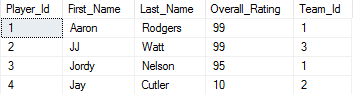 Player_Id First_Name Last_Name Overall_Rating Team_Id
1 Aaron Rodgers 99 1
2 JJ Watt 99 3
3 Jordy Nelson 95 1
4 Jay Cutler 10 2